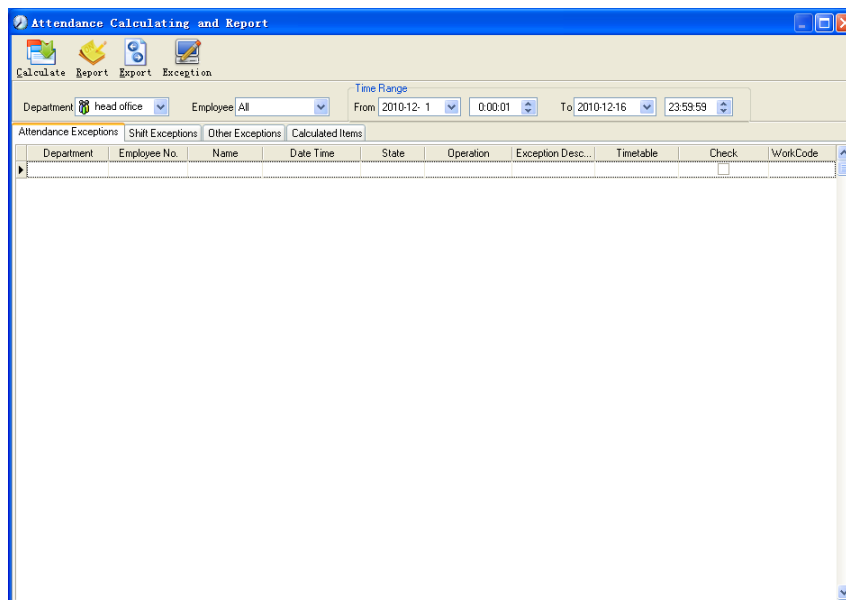 Attendance Calculating and Report
Calculate Report Export Exception
Time Range
Department head office Employee All From 2010-12- 1 0:00:01 To 2010-12-16 23:59:59
Attendance Exceptions Shift Exceptions Other Exceptions Calculated Items
Department Employee No. Name Date Time State Operation Exception Desc... Timetable Check WorkCode